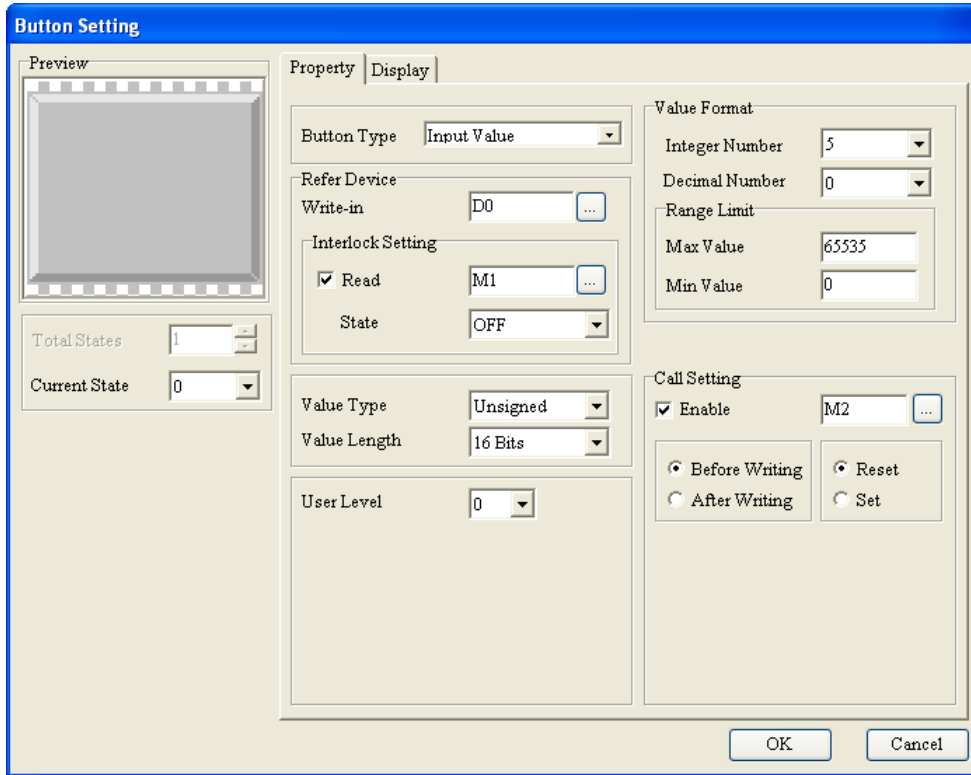 Button Setting
Preview
Total States
1
Current State
0
Property
Display
Button Type
Input Value
Refer Device
Write-in
D0
...
Interlock Setting
Read
M1
...
State
OFF
Value Type
Unsigned
Value Length
16 Bits
User Level
0
Value Format
Integer Number
5
Decimal Number
0
Range Limit
Max Value
65535
Min Value
0
Call Setting
Enable
M2
...
Before Writing
After Writing
Reset
Set
OK
Cancel